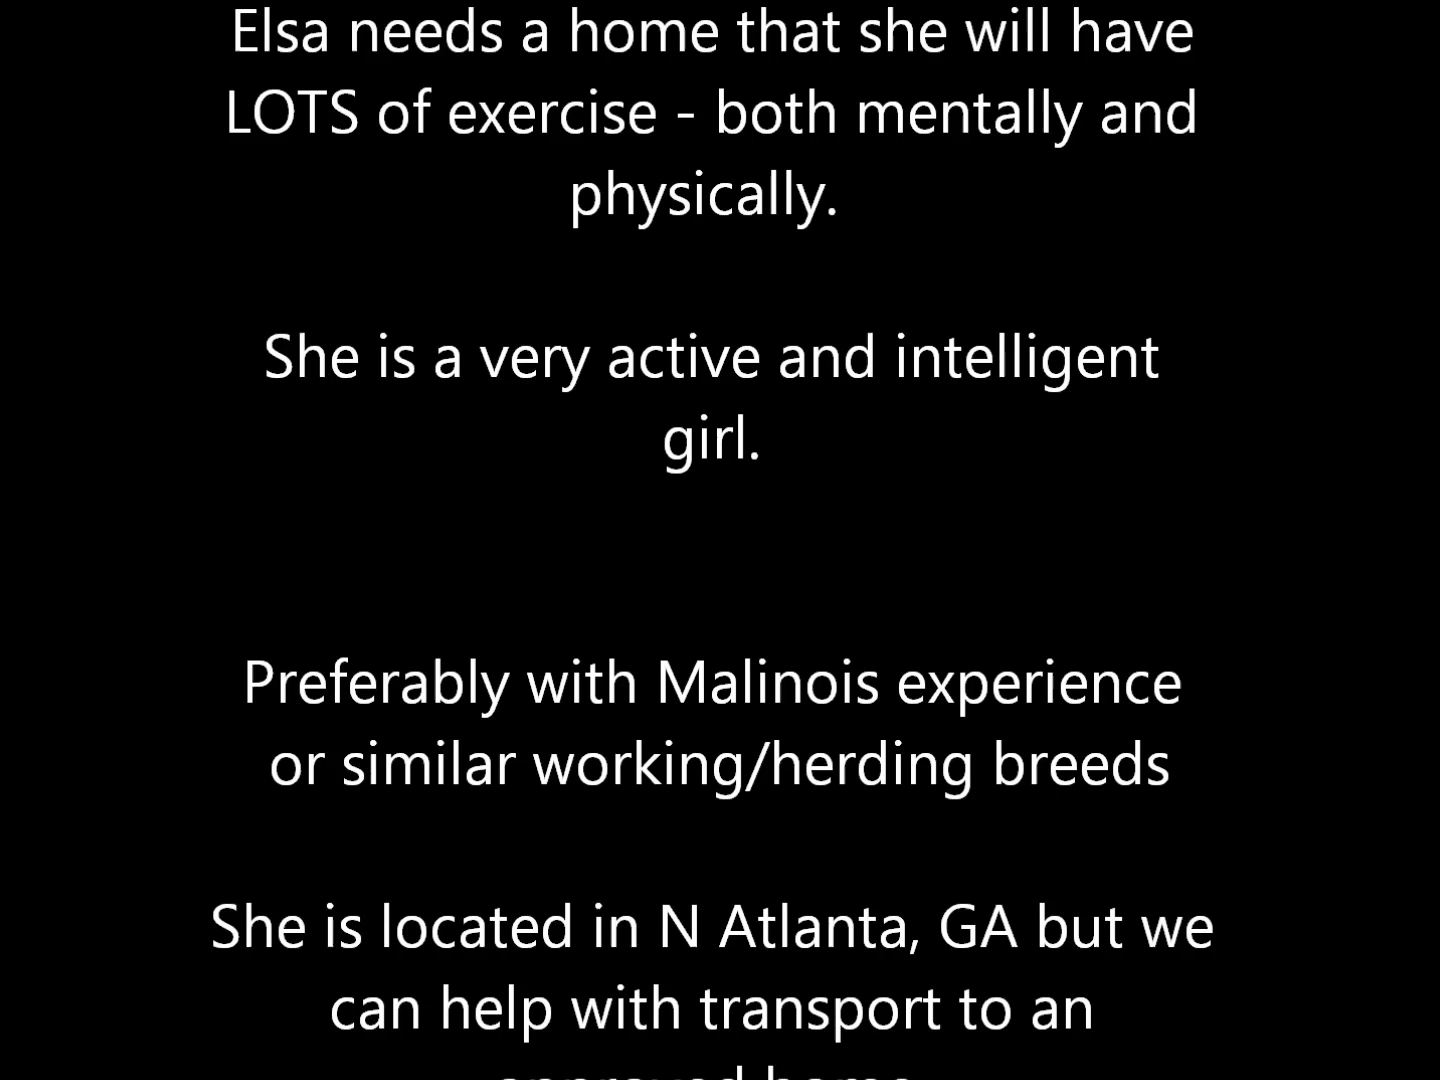 Elsa needs a home that she will have
LOTS of exercise - both mentally and
physically.
She is a very active and intelligent
girl.
Preferably with Malinois experience
or similar working/herding breeds
She is located in N Atlanta, GA but we
can help with transport to an
approved home